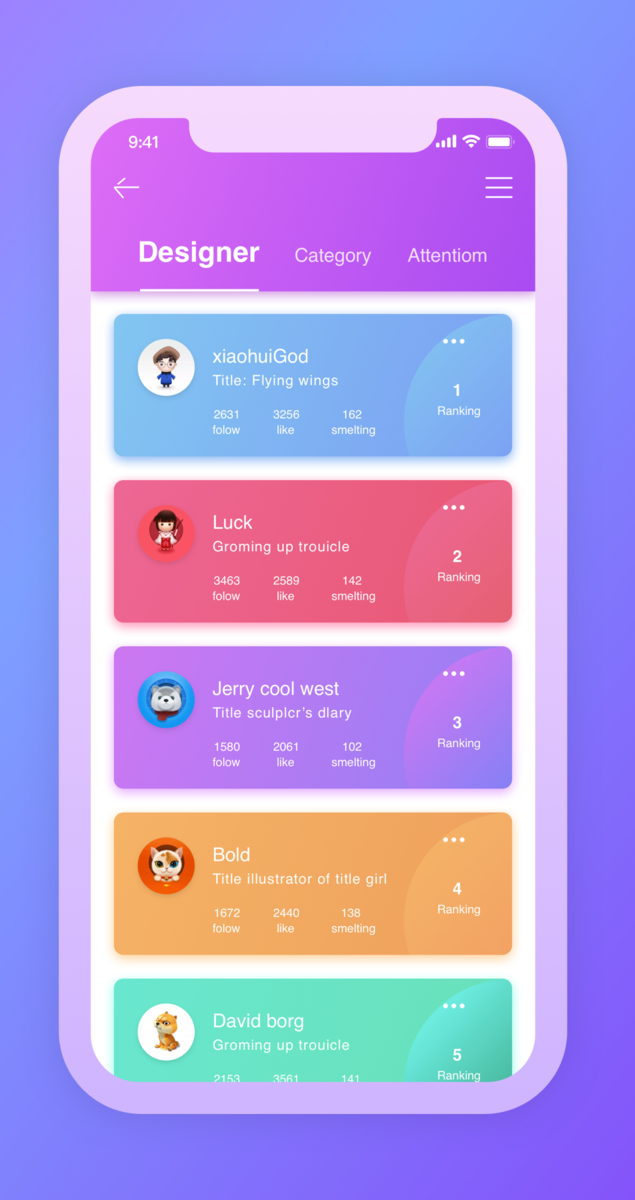 9:41
Designer Category Attentiom
xiaohuiGod
Title: Flying wings
2631 3256 162
folow like smelting
1
Ranking
Luck
Groming up trouicle
3463 2589 142
folow like smelting
2
Ranking
Jerry cool west
Title sculplcr's dlary
1580 2061 102
folow like smelting
3
Ranking
Bold
Title illustrator of title girl
1672 2440 138
folow like smelting
4
Ranking
David borg
Groming up trouicle
2153 3561 141
5
Ranking